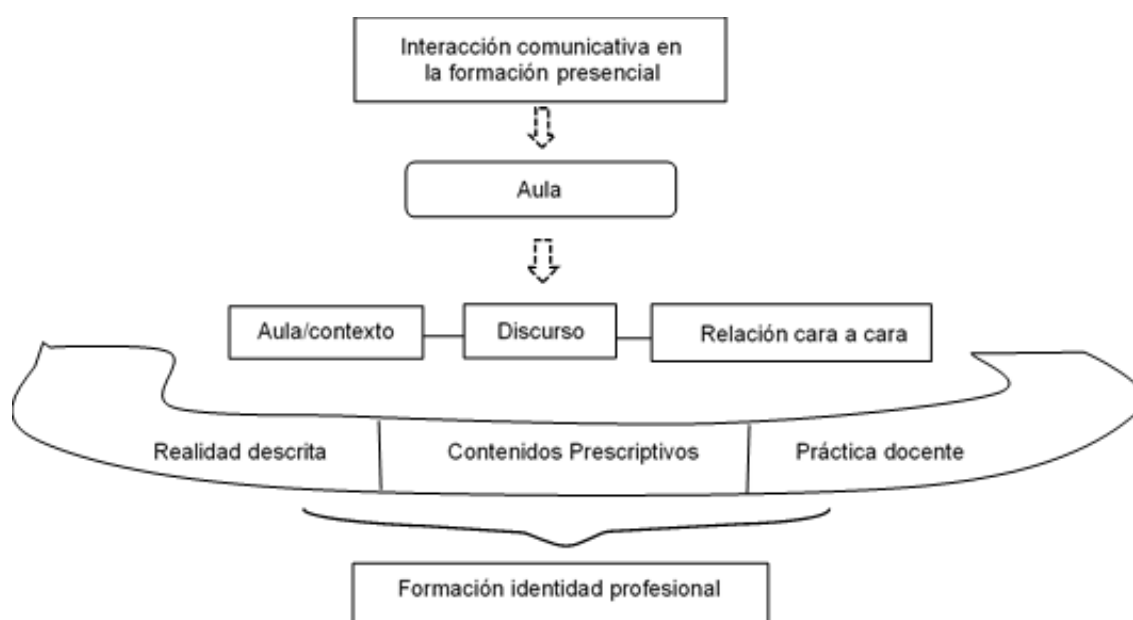 Interacción comunicativa en
la formación presencial
Aula
Aula/contexto
Discurso
Relación cara a cara
Realidad descrita
Contenidos Prescriptivos
Práctica docente
Formación identidad profesional